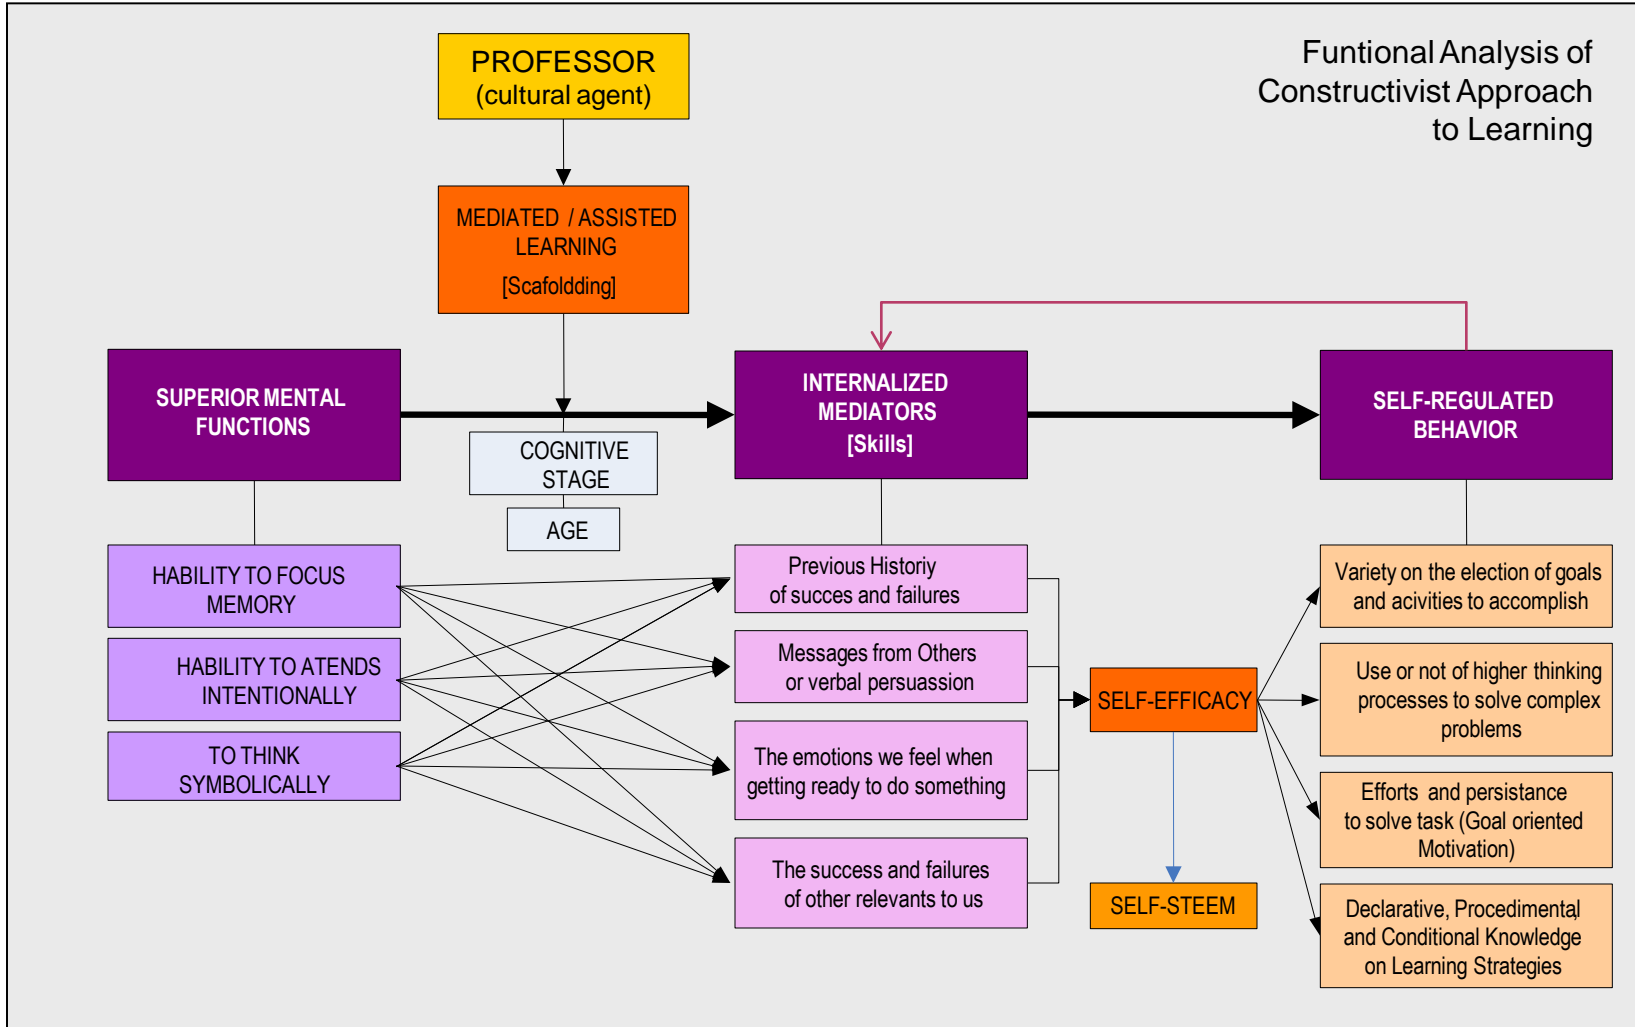 PROFESSOR
(cultural agent)
Funtional Analysis of
Constructivist Approach
to Learning
MEDIATED / ASSISTED
LEARNING
[Scafoldding]
SUPERIOR MENTAL
FUNCTIONS
INTERNALIZED
MEDIATORS
[Skills]
SELF-REGULATED
BEHAVIOR
COGNITIVE
STAGE
AGE
HABILITY TO FOCUS
MEMORY
HABILITY TO ATENDS
INTENTIONALLY
TO THINK
SYMBOLICALLY
Previous Historiy
of succes and failures
Messages from Others
or verbal persuassion
The emotions we feel when
getting ready to do something
The success and failures
of other relevants to us
SELF-EFFICACY
SELF-STEEM
Variety on the election of goals
and acivities to accomplish
Use or not of higher thinking
processes to solve complex
problems
Efforts and persistance
to solve task (Goal oriented
Motivation)
Declarative, Procedimental,
and Conditional Knowledge
on Learning Strategies